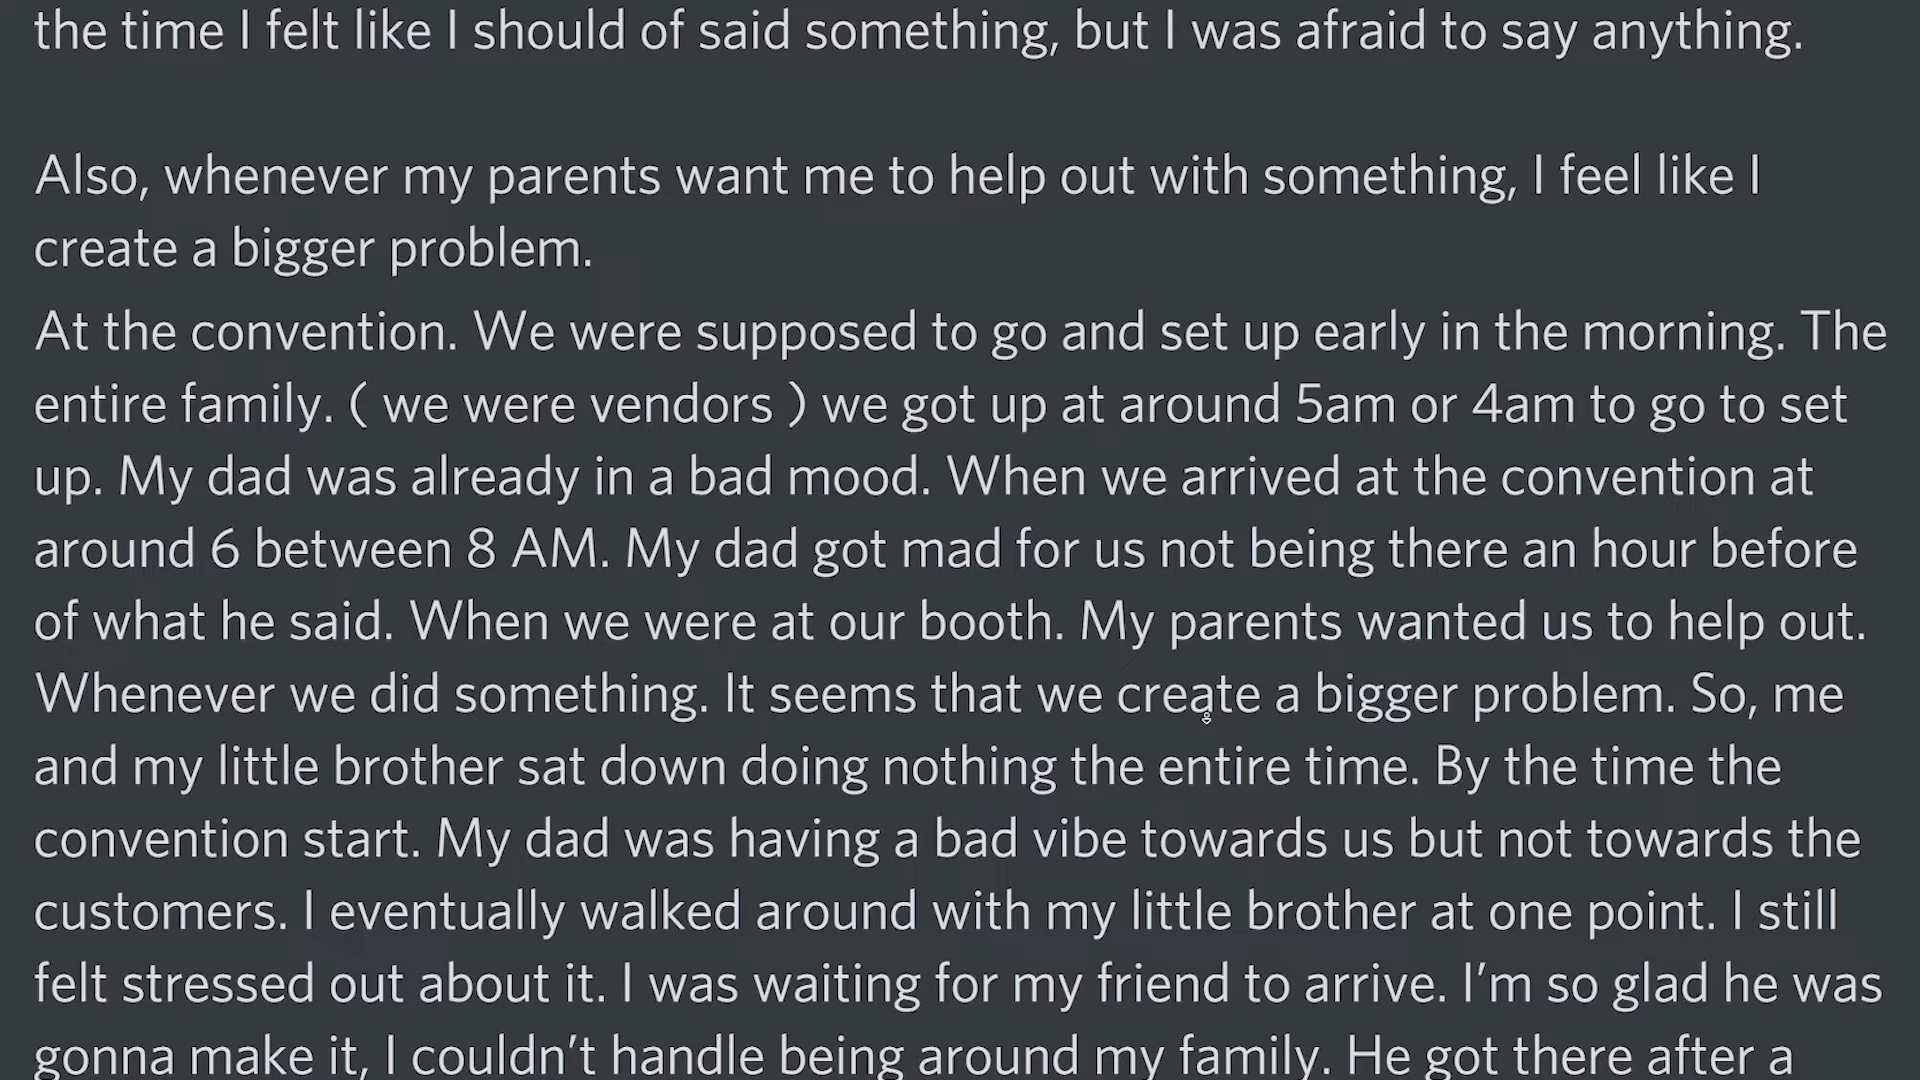 the time I felt like I should of said something, but I was afraid to say anything.
Also, whenever my parents want me to help out with something, I feel like I
create a bigger problem.
At the convention. We were supposed to go and set up early in the morning. The
entire family. ( we were vendors ) we got up at around 5am or 4am to go to set
up. My dad was already in a bad mood. When we arrived at the convention at
around 6 between 8 AM. My dad got mad for us not being there an hour before
of what he said. When we were at our booth. My parents wanted us to help out.
Whenever we did something. It seems that we create a bigger problem. So, me
and my little brother sat down doing nothing the entire time. By the time the
convention start. My dad was having a bad vibe towards us but not towards the
customers. I eventually walked around with my little brother at one point. I still
felt stressed out about it. I was waiting for my friend to arrive. I’m so glad he was
gonna make it, I couldn’t handle being around my family. He got there after a